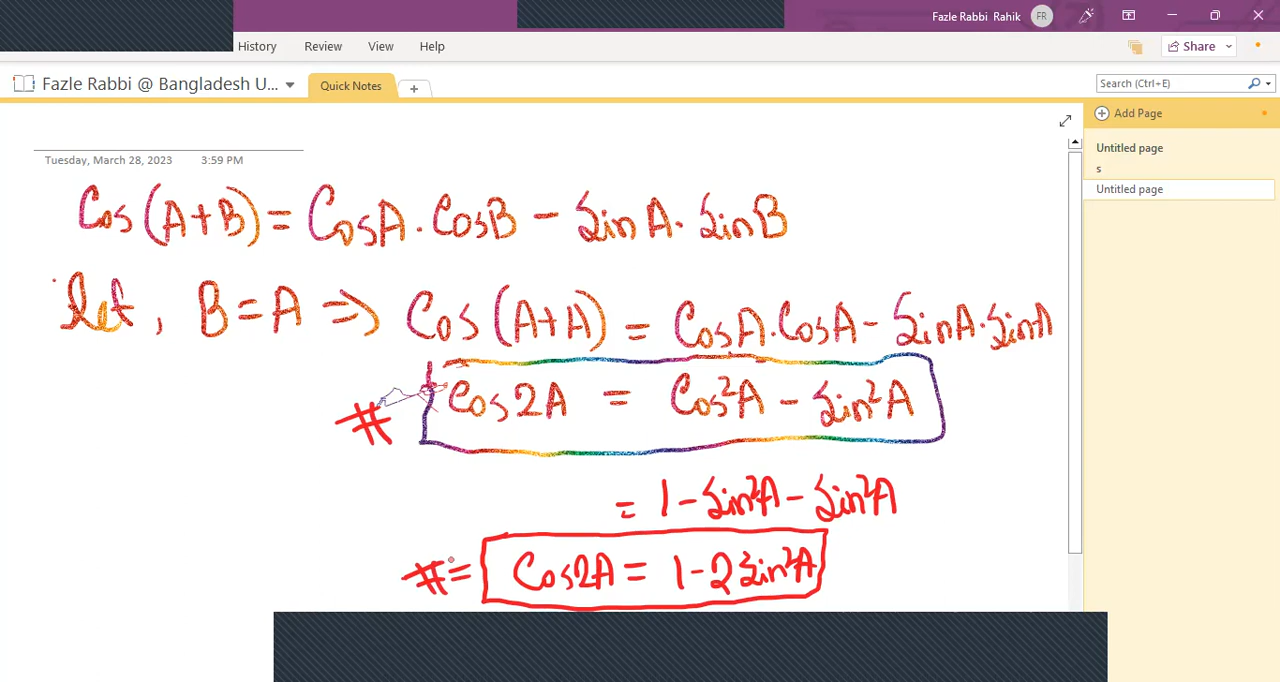 Fazle Rabbi Rahik FR
History Review View Help Share
Fazle Rabbi @ Bangladesh U... Quick Notes + Search (Ctrl+E)
Add Page
Untitled page
s
Untitled page
Tuesday, March 28, 2023 3:59 PM
Cos(A+B) = CosA.CosB - SinA.SinB
let, B=A => Cos(A+A) = CosA.CosA - SinA.SinA
# Cos2A = Cos²A - Sin²A
= 1 - Sin²A - Sin²A
#= Cos2A = 1-2Sin²A